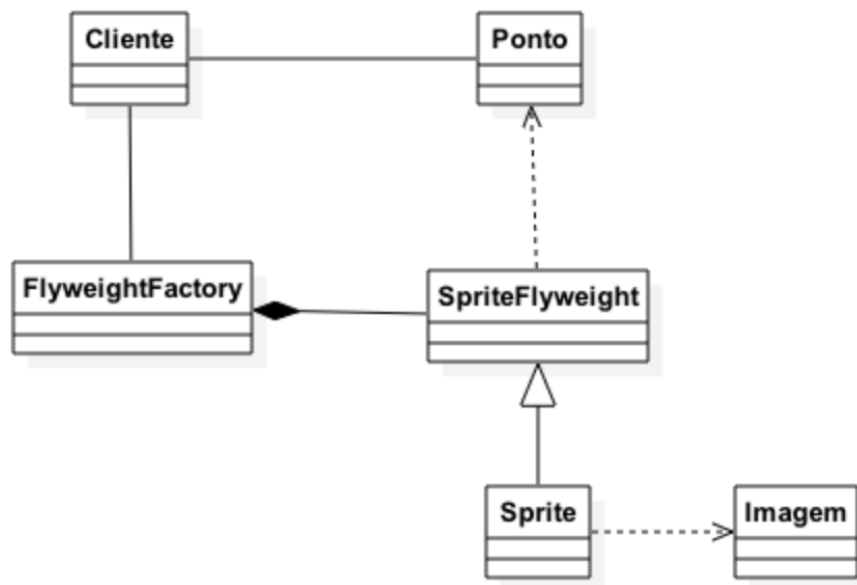 Cliente
Ponto
FlyweightFactory
SpriteFlyweight
Sprite
Imagem